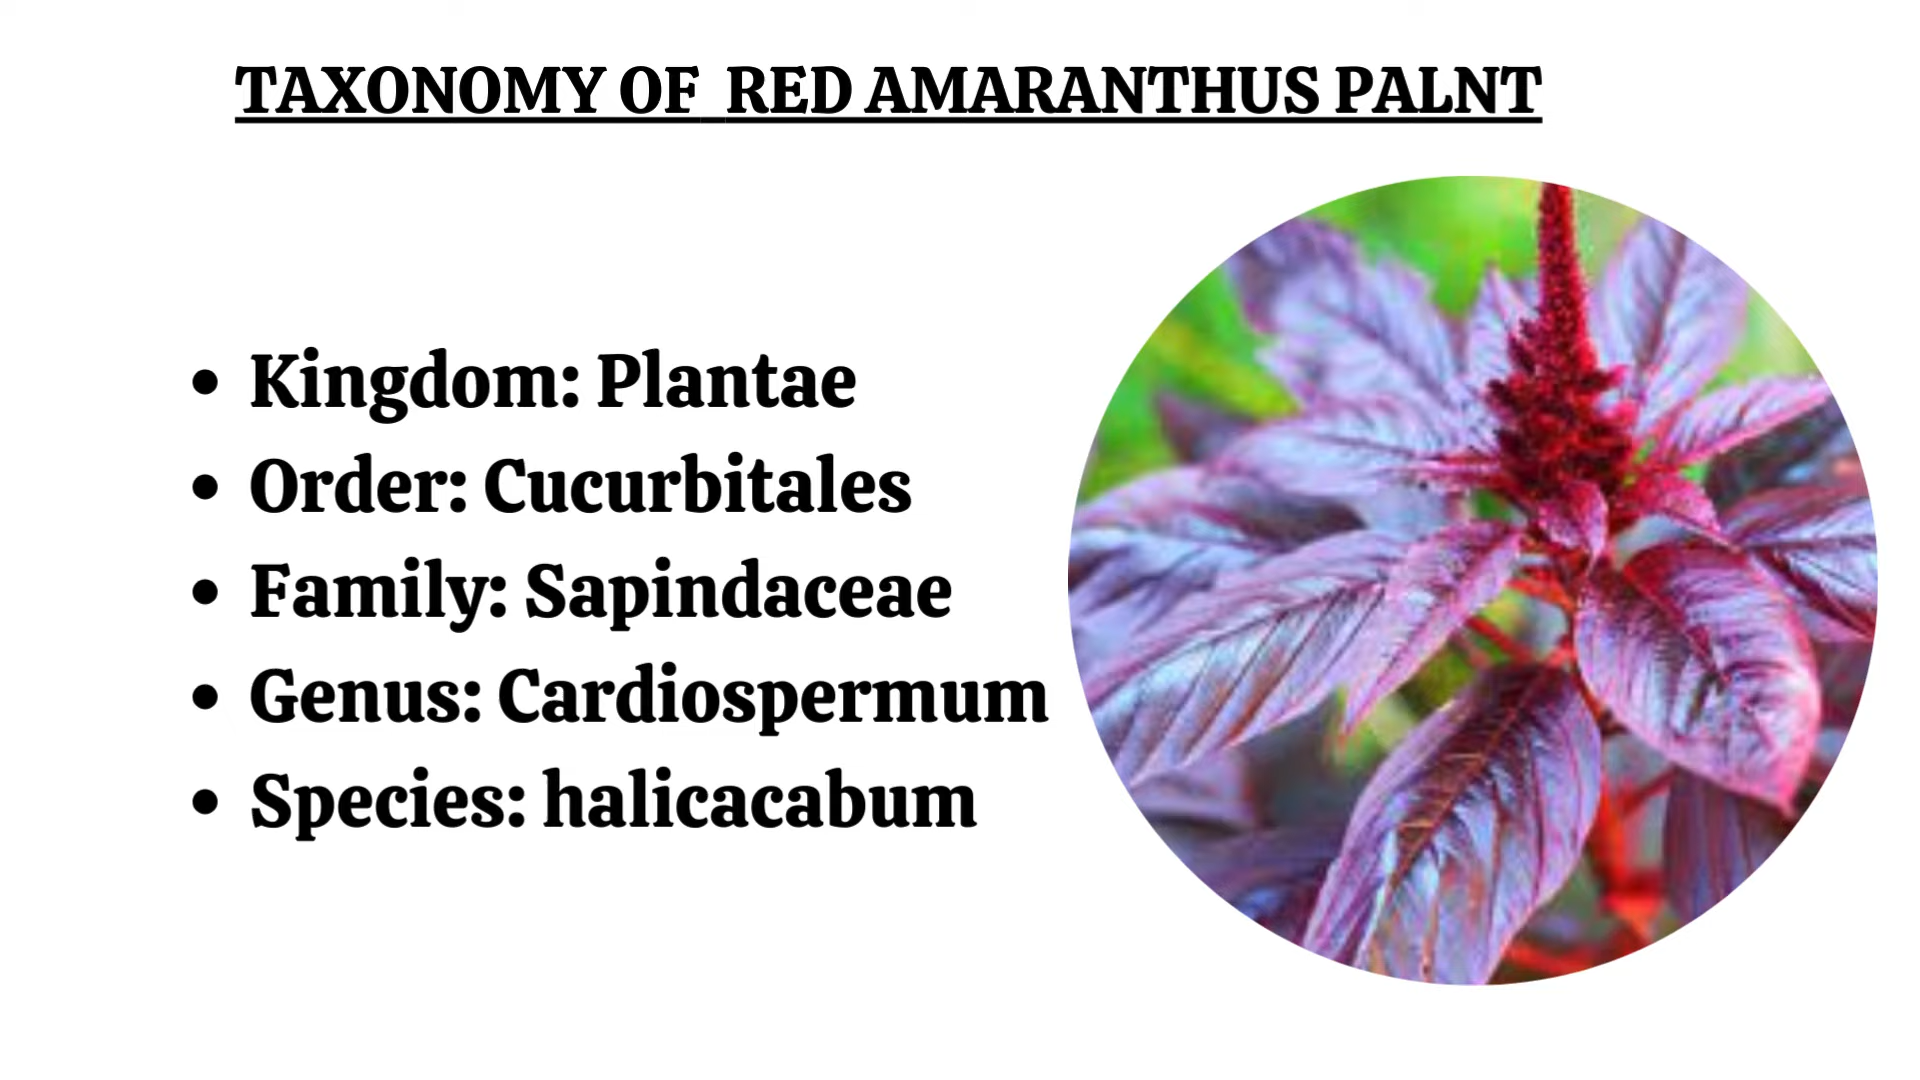 TAXONOMY OF RED AMARANTHUS PALNT
• Kingdom: Plantae
• Order: Cucurbitales
• Family: Sapindaceae
• Genus: Cardiospermum
• Species: halicacabum